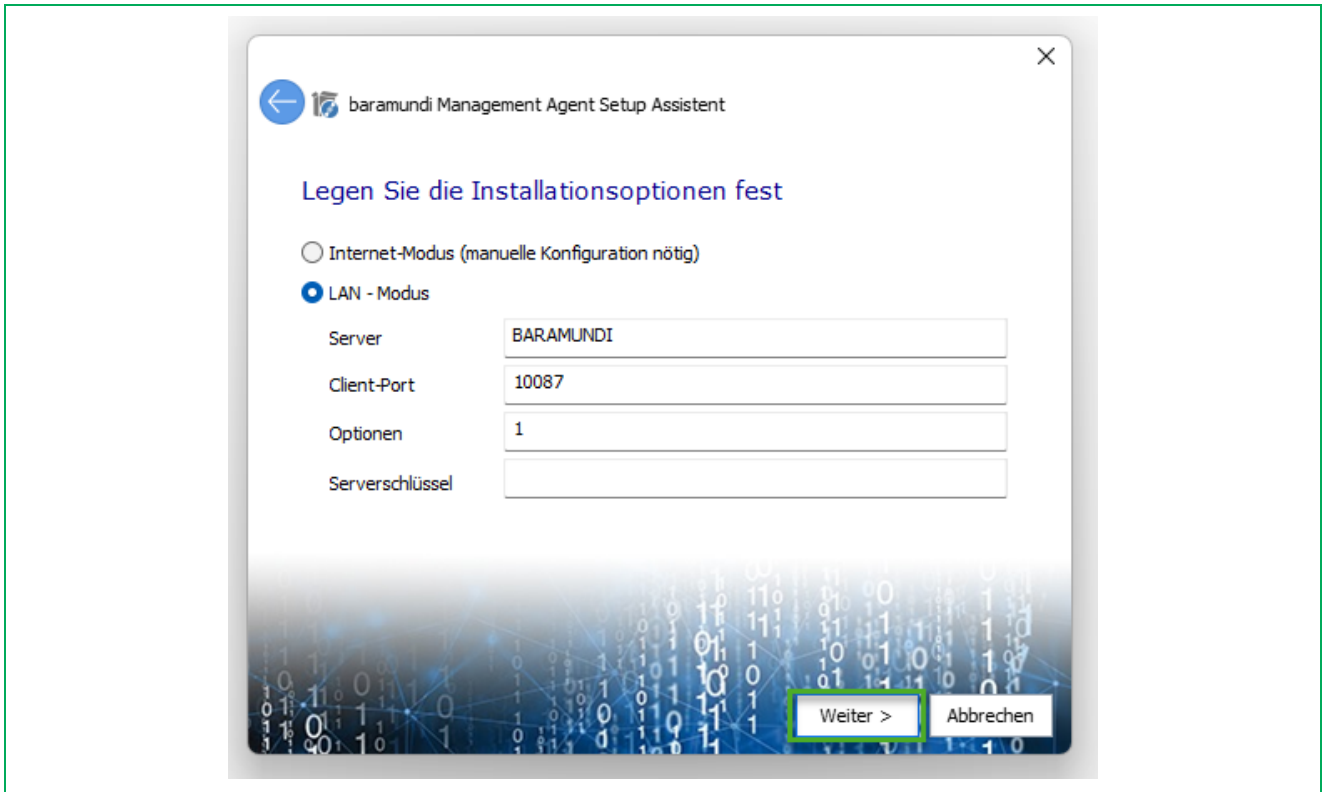 baramundi Management Agent Setup Assistent
Legen Sie die Installationsoptionen fest
Internet-Modus (manuelle Konfiguration nötig)
LAN - Modus
Server BARAMUNDI
Client-Port 10087
Optionen 1
Serverschlüssel
Weiter > Abbrechen